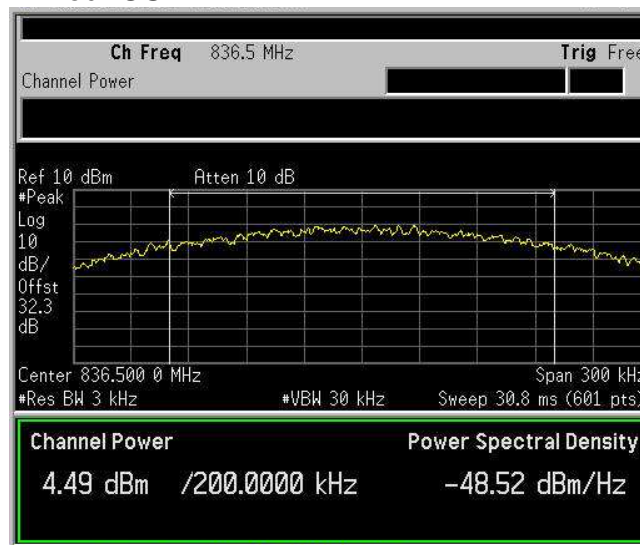 Ch Freq 836.5 MHz Trig Free
Channel Power
Ref 10 dBm Atten 10 dB
#Peak
Log
10
dB/
Offst
32.3
dB
Center 836.500 0 MHz Span 300 kHz
#Res BW 3 kHz #VBW 30 kHz Sweep 30.8 ms (601 pts)
Channel Power Power Spectral Density
4.49 dBm /200.0000 kHz -48.52 dBm/Hz